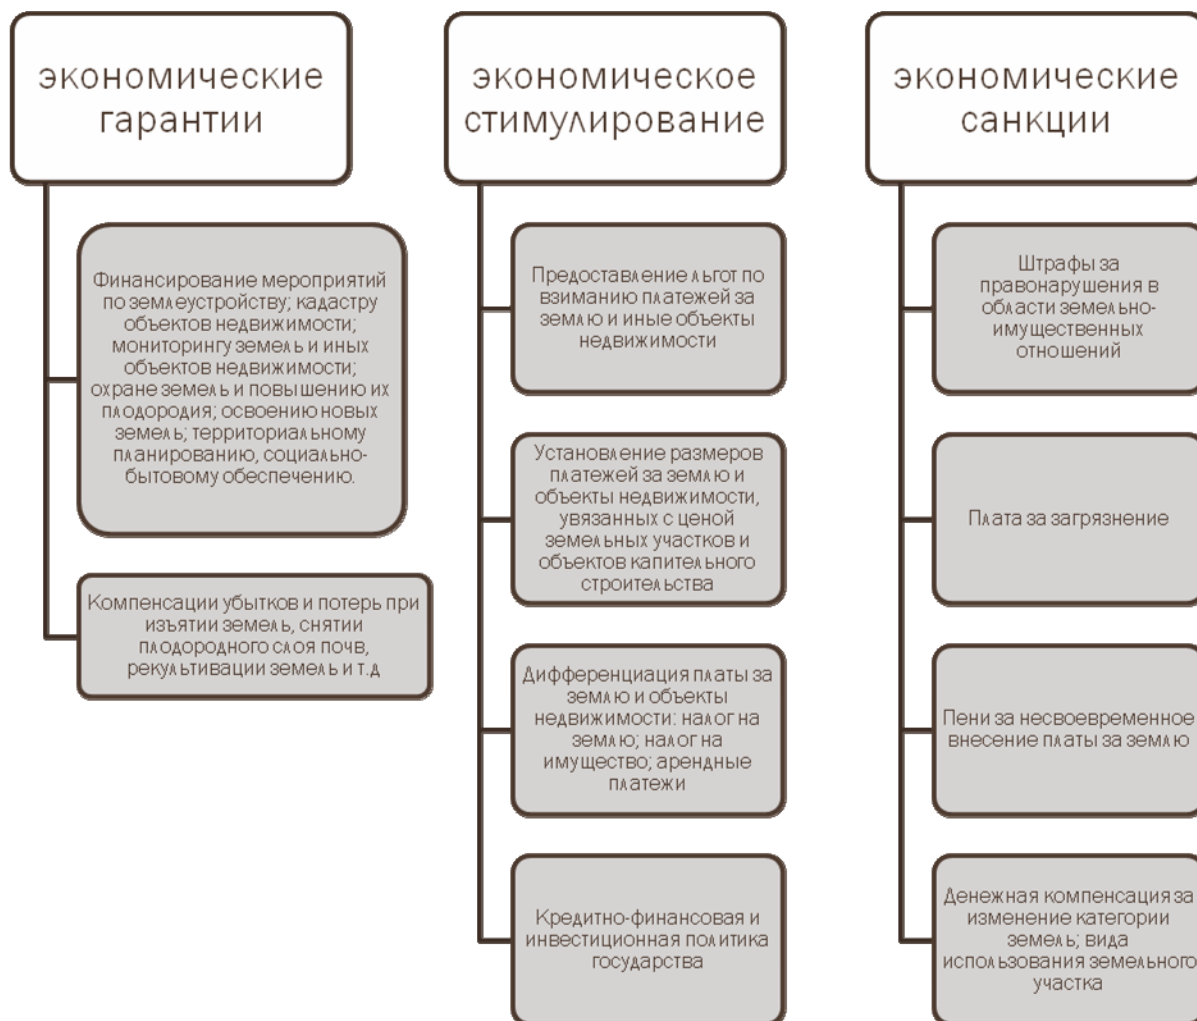 экономические
гарантии
Финансирование мероприятий
по землеустройству; кадастру
объектов недвижимости;
мониторингу земель и иных
объектов недвижимости;
охране земель и повышению их
плодородия; освоению новых
земель; территориальному
планированию, социально-
бытовому обеспечению.
Компенсации убытков и потерь при
изъятии земель, снятии
плодородного слоя почв,
рекультивации земель и т.д
экономическое
стимулирование
Предоставление льгот по
взиманию платежей за
землю и иные объекты
недвижимости
Установление размеров
платежей за землю и
объекты недвижимости,
увязанных с ценой
земельных участков и
объектов капительного
строительства
Дифференциация платы за
землю и объекты
недвижимости: налог на
землю; налог на
имущество; арендные
платежи
Кредитно-финансовая и
инвестиционная политика
государства
экономические
санкции
Штрафы за
правонарушения в
области земельно-
имущественных
отношений
Плата за загрязнение
Пени за несвоевременное
внесение платы за землю
Денежная компенсация за
изменение категории
земель; вида
использования земельного
участка